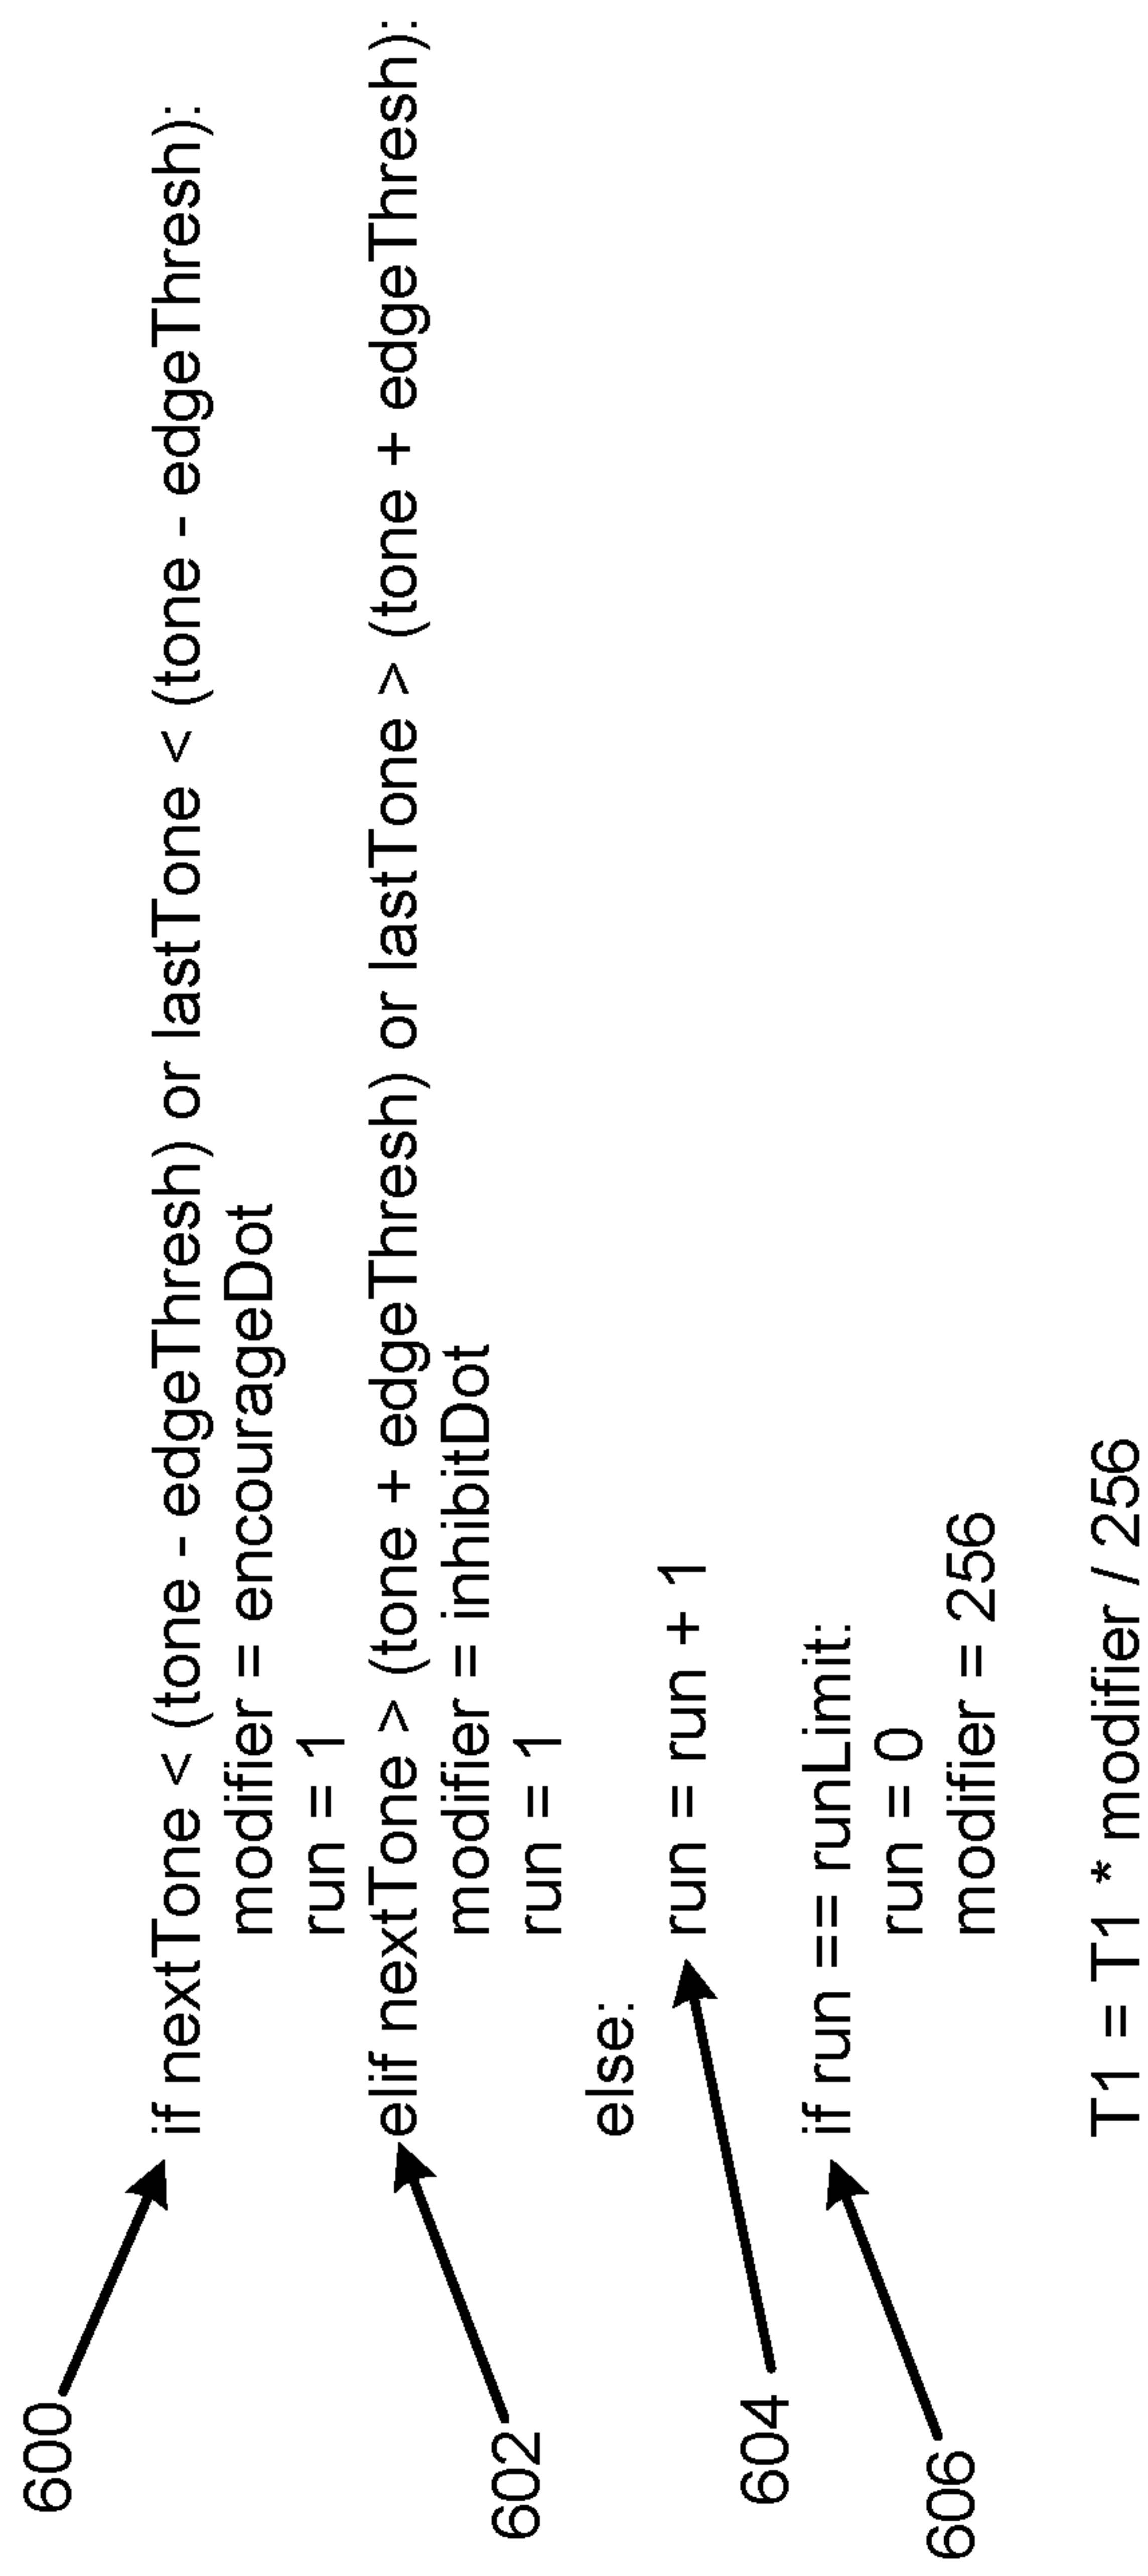 600
if nextTone < (tone - edgeThresh) or lastTone < (tone - edgeThresh):
modifier = encourageDot
run = 1
602
elif nextTone > (tone + edgeThresh) or lastTone > (tone + edgeThresh):
modifier = inhibitDot
run = 1
else:
604
run = run + 1
606
if run == runLimit:
run = 0
modifier = 256
T1 = T1 * modifier / 256